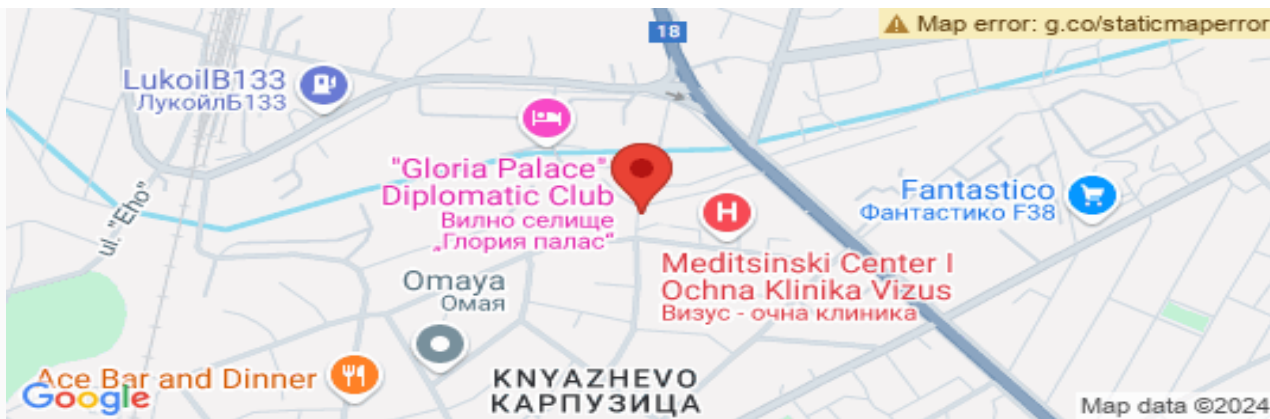 Map error: g.co/staticmaperror
18
LukoilB133
ЛукойлБ133
"Gloria Palace"
Diplomatic Club
Вилно селище
„Глория палас“
Fantastico
Фантастико F38
H
ul. "Eho"
Meditsinski Center I
Ochna Klinika Vizus
Визус - очна клиника
Omaya
Омая
Ace Bar and Dinner
KNYAZHEVO
КАРПУЗИЦА
Google
Map data ©2024